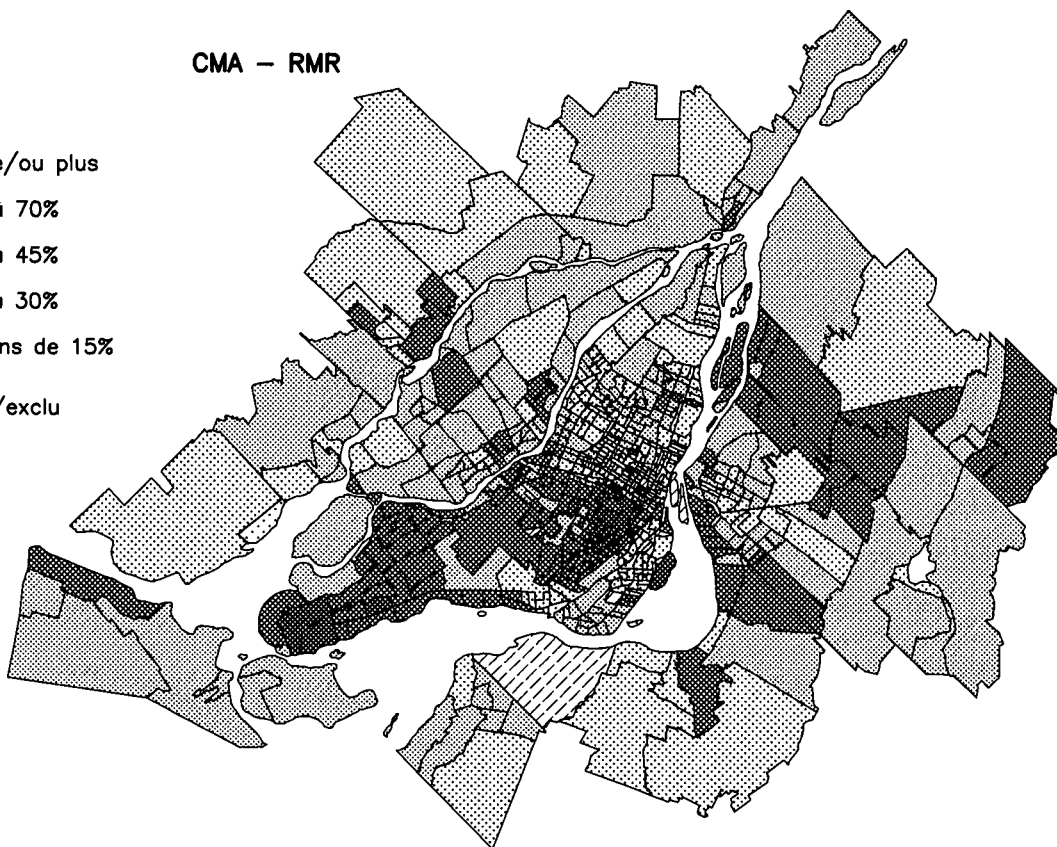 CMA – RMR
e/ou plus
à 70%
à 45%
à 30%
ns de 15%
/exclu